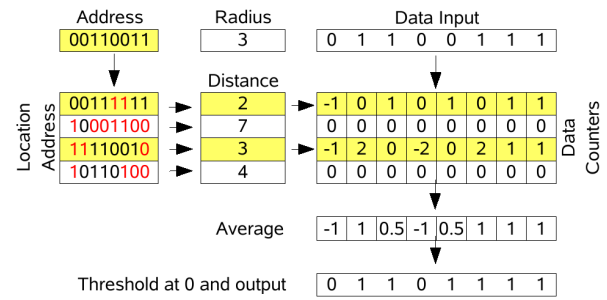 Address Radius Data Input
00110011 3 0 1 1 0 0 1 1 1
Distance
Location Address
00111111 2 -1 0 1 0 1 0 1 1
10001100 7 0 0 0 0 0 0 0 0
11110010 3 -1 2 0 -2 0 2 1 1
10110100 4 0 0 0 0 0 0 0 0
Data Counters
Average -1 1 0.5 -1 0.5 1 1 1
Threshold at 0 and output 0 1 1 0 1 1 1 1